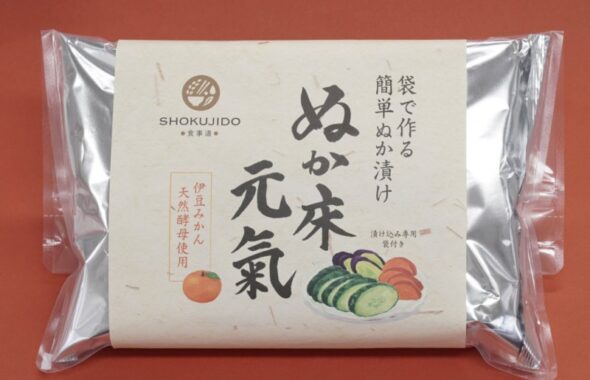 袋で作る
簡単ぬか漬け
ぬか床
元氣
SHOKUJIDO
食事道
伊豆みかん
天然酵母使用
漬け込み専用
袋付き